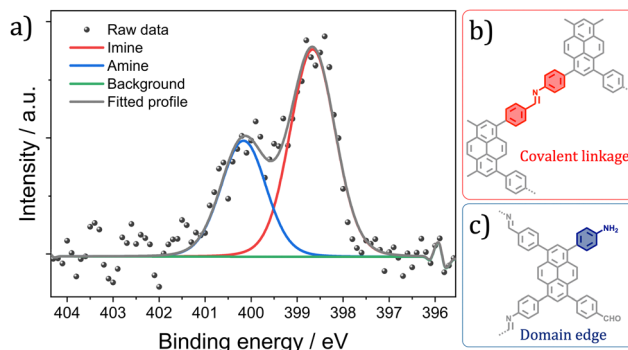 a)
Raw data
Imine
Amine
Background
Fitted profile
Intensity / a.u.
404 403 402 401 400 399 398 397 396
Binding energy / eV
b)
N
Covalent linkage
c)
N
NH₂
N
CHO
Domain edge